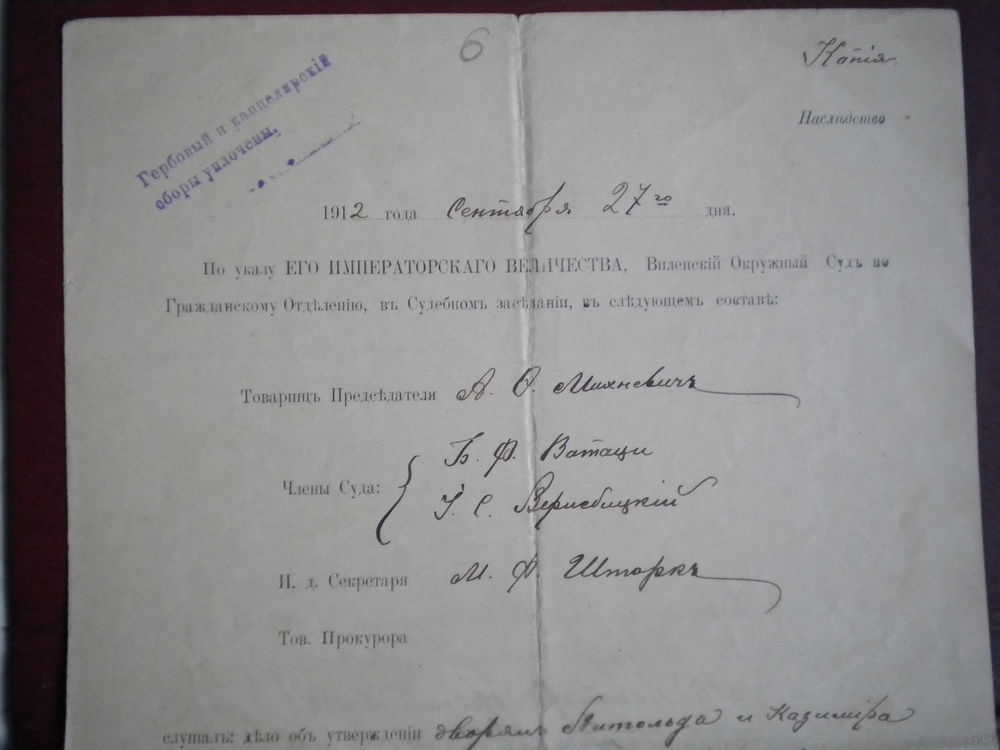 6
Копія.
Наслѣдство
Гербовый и канцелярскій
сборы уплочены.
1912 года Сентября 27го дня.
По указу ЕГО ИМПЕРАТОРСКАГО ВЕЛИЧЕСТВА, Виленскій Окружный Судъ по
Гражданскому Отдѣленію, въ Судебномъ засѣданіи, въ слѣдующемъ составѣ:
Товарищъ Предсѣдателя А. О. Михневичъ
Члены Суда:
Б. Ф. Ватаци
С.
И. д. Секретаря М. Ф. Шторкъ
Тов. Прокурора
слушалъ: дѣло объ утвержденіи дворянъ Витольда и Казиміра